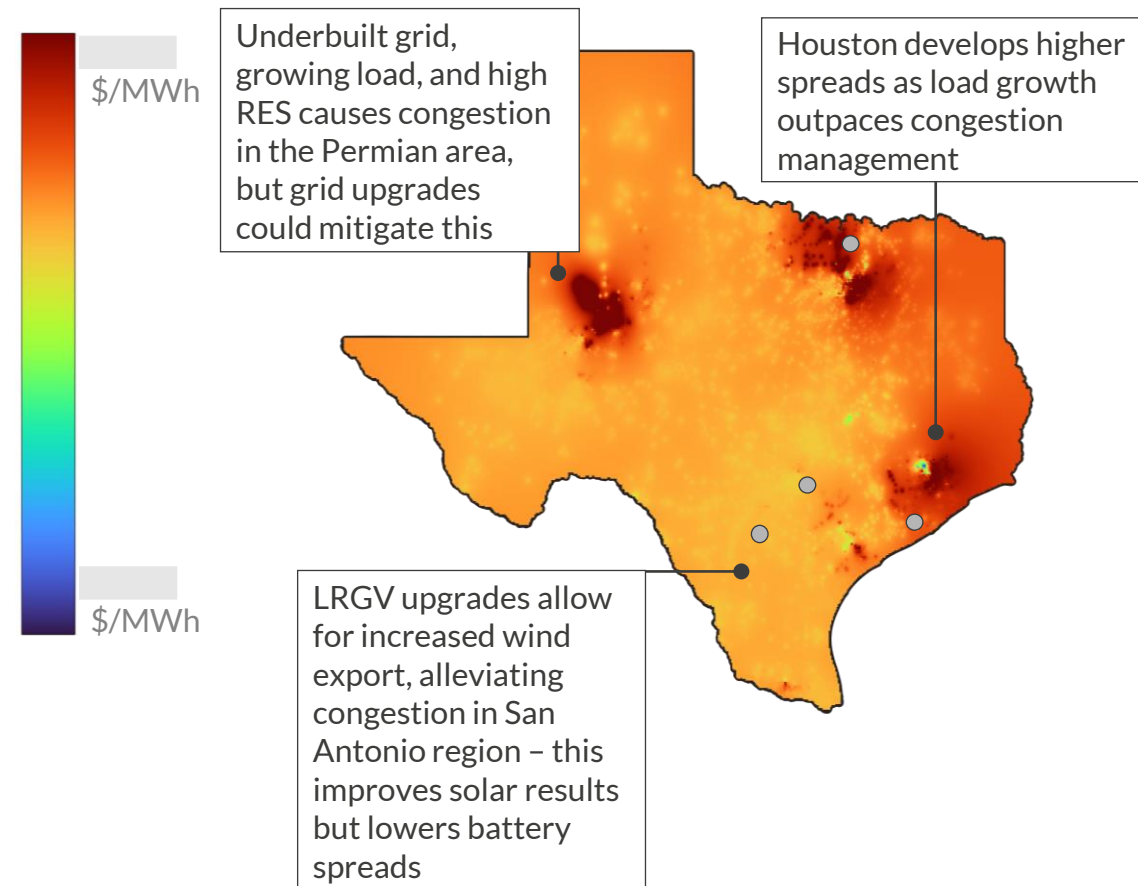 $/MWh
Underbuilt grid,
growing load, and high
RES causes congestion
in the Permian area,
but grid upgrades
could mitigate this
Houston develops higher
spreads as load growth
outpaces congestion
management
$/MWh
LRGV upgrades allow
for increased wind
export, alleviating
congestion in San
Antonio region – this
improves solar results
but lowers battery
spreads